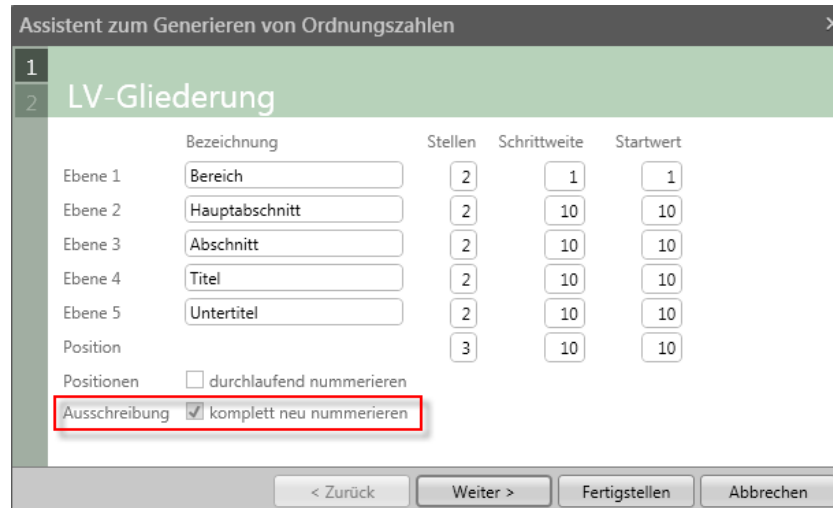 Assistent zum Generieren von Ordnungszahlen
1
2 LV-Gliederung
Bezeichnung Stellen Schrittweite Startwert
Ebene 1 Bereich 2 1 1
Ebene 2 Hauptabschnitt 2 10 10
Ebene 3 Abschnitt 2 10 10
Ebene 4 Titel 2 10 10
Ebene 5 Untertitel 2 10 10
Position 3 10 10
Positionen durchlaufend nummerieren
Ausschreibung komplett neu nummerieren
< Zurück Weiter > Fertigstellen Abbrechen